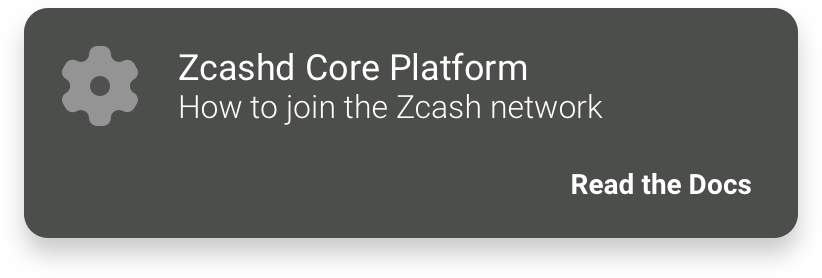 Zcashd Core Platform
How to join the Zcash network
Read the Docs